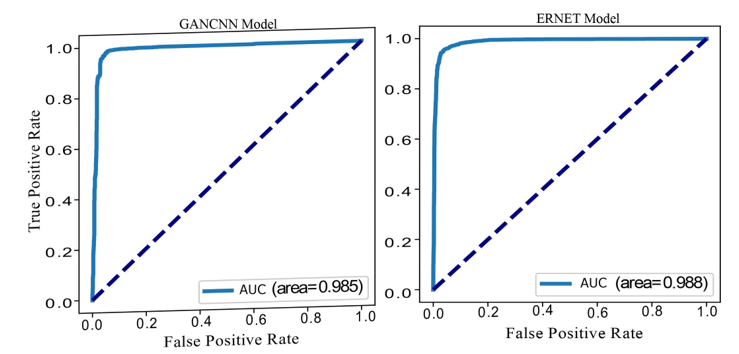 GANCNN Model
True Positive Rate
1.0
0.8
0.6
0.4
0.2
0.0
AUC (area=0.985)
0.0 0.2 0.4 0.6 0.8 1.0
False Positive Rate
ERNET Model
1.0
0.8
0.6
0.4
0.2
0.0
AUC (area=0.988)
0.0 0.2 0.4 0.6 0.8 1.0
False Positive Rate